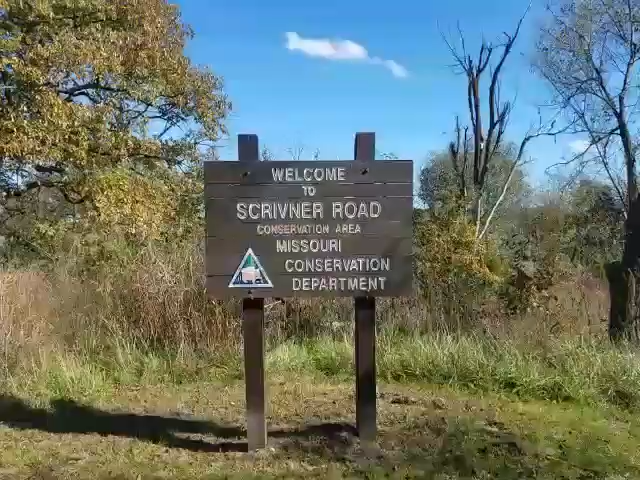 WELCOME
TO
SCRIVNER ROAD
CONSERVATION AREA
MISSOURI
CONSERVATION
DEPARTMENT